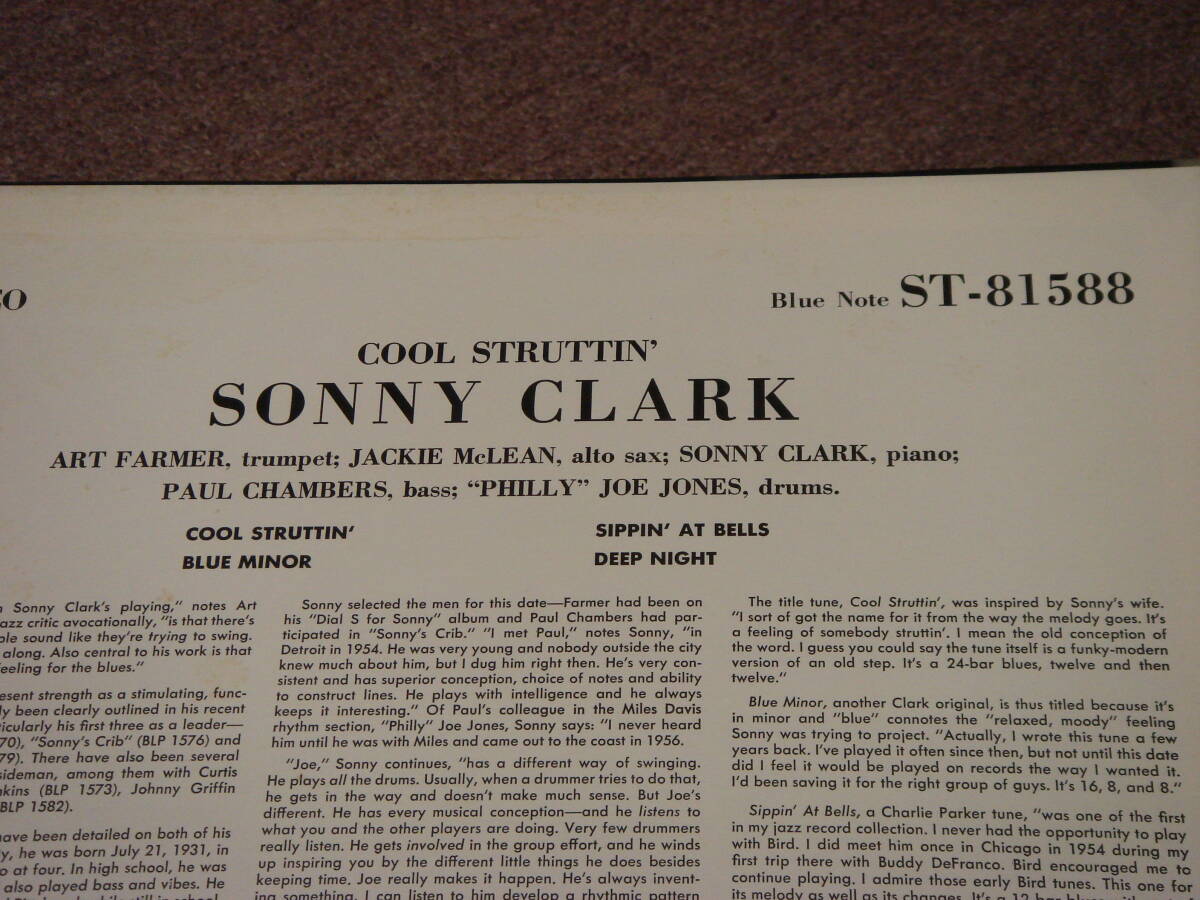 Blue Note ST-81588
COOL STRUTTIN'
SONNY CLARK
ART FARMER, trumpet; JACKIE McLEAN, alto sax; SONNY CLARK, piano;
PAUL CHAMBERS, bass; "PHILLY" JOE JONES, drums.
COOL STRUTTIN'
BLUE MINOR
SIPPIN' AT BELLS
DEEP NIGHT
Sonny Clark's playing," notes Art
jazz critic avocationally, "is that there's
sound like they're trying to swing.
along. Also central to his work is that
feeling for the blues."
strength as a stimulating, func-
been clearly outlined in his recent
his first three as a leader—
"Sonny's Crib" (BLP 1576) and
There have also been several
among them with Curtis
(BLP 1573), Johnny Griffin
BLP 1582).
have been detailed on both of his
he was born July 21, 1931, in
at four. In high school, he was
also played bass and vibes. He
Sonny selected the men for this date—Farmer had been on
his "Dial S for Sonny" album and Paul Chambers had par-
ticipated in "Sonny's Crib." "I met Paul," notes Sonny, "in
Detroit in 1954. He was very young and nobody outside the city
knew much about him, but I dug him right then. He's very con-
sistent and has superior conception, choice of notes and ability
to construct lines. He plays with intelligence and he always
keeps it interesting." Of Paul's colleague in the Miles Davis
rhythm section, "Philly" Joe Jones, Sonny says: "I never heard
him until he was with Miles and came out to the coast in 1956.
"Joe," Sonny continues, "has a different way of swinging.
He plays all the drums. Usually, when a drummer tries to do that,
he gets in the way and doesn't make much sense. But Joe's
different. He has every musical conception—and he listens to
what you and the other players are doing. Very few drummers
really listen. He gets involved in the group effort, and he winds
up inspiring you by the different little things he does besides
keeping time. Joe really makes it happen. He's always invent-
ing something. I can listen to him develop a rhythmic pattern
The title tune, Cool Struttin', was inspired by Sonny's wife.
"I sort of got the name for it from the way the melody goes. It's
a feeling of somebody struttin'. I mean the old conception of
the word. I guess you could say the tune itself is a funky-modern
version of an old step. It's a 24-bar blues, twelve and then
twelve."
Blue Minor, another Clark original, is thus titled because it's
in minor and "blue" connotes the "relaxed, moody" feeling
Sonny was trying to project. "Actually, I wrote this tune a few
years back. I've played it often since then, but not until this date
did I feel it would be played on records the way I wanted it.
I'd been saving it for the right group of guys. It's 16, 8, and 8."
Sippin' At Bells, a Charlie Parker tune, "was one of the first
in my jazz record collection. I never had the opportunity to play
with Bird. I did meet him once in Chicago in 1954 during my
first trip there with Buddy DeFranco. Bird encouraged me to
continue playing. I admire those early Bird tunes. This one for
its melody as well as its changes. It's a 12-bar blues